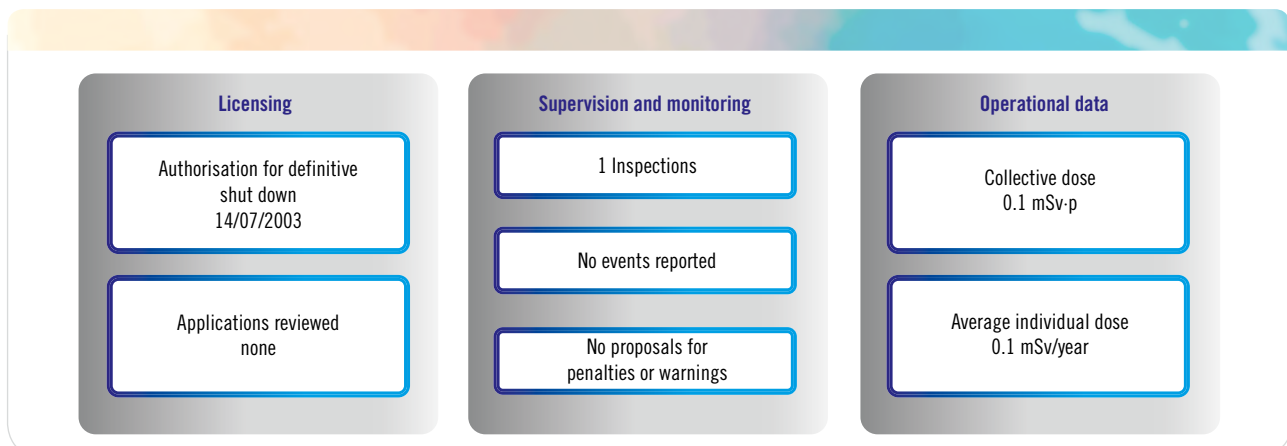 Licensing
Authorisation for definitive
shut down
14/07/2003
Applications reviewed
none
Supervision and monitoring
1 Inspections
No events reported
No proposals for
penalties or warnings
Operational data
Collective dose
0.1 mSv·p
Average individual dose
0.1 mSv/year